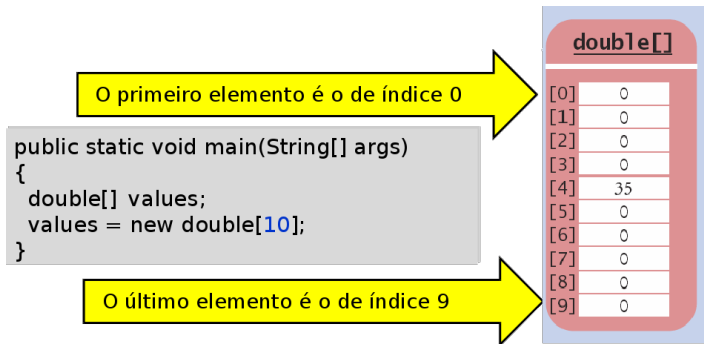 double[]
O primeiro elemento é o de índice 0
public static void main(String[] args)
{
double[] values;
values = new double[10];
}
O último elemento é o de índice 9
[0] 0
[1] 0
[2] 0
[3] 0
[4] 35
[5] 0
[6] 0
[7] 0
[8] 0
[9] 0